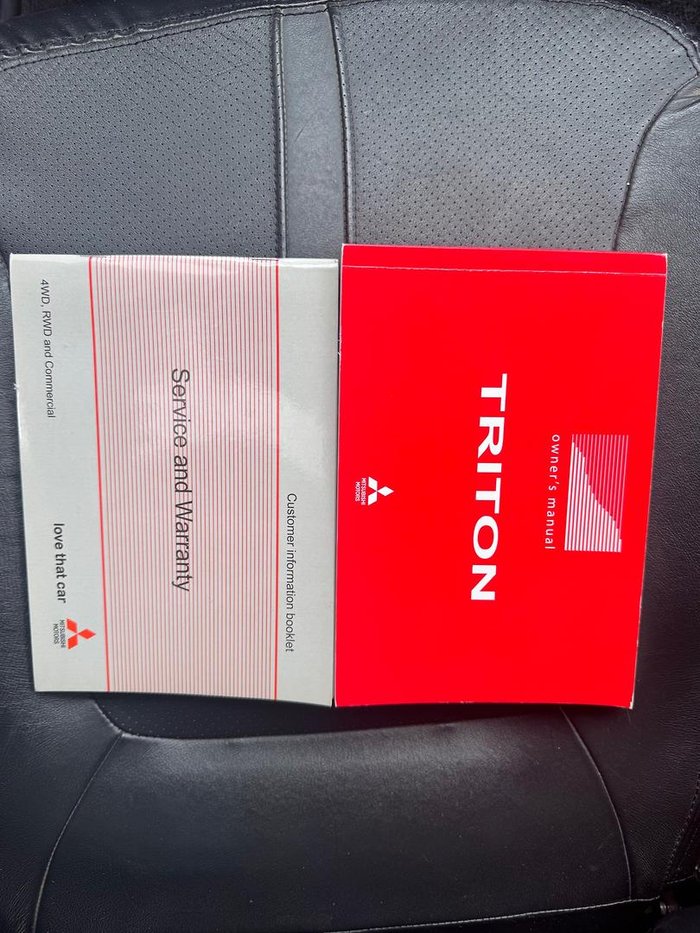 Customer information booklet
Service and Warranty
4WD, RWD and Commercial
love that car
MITSUBISHI
MOTORS
owner's manual
TRITON
MITSUBISHI
MOTORS